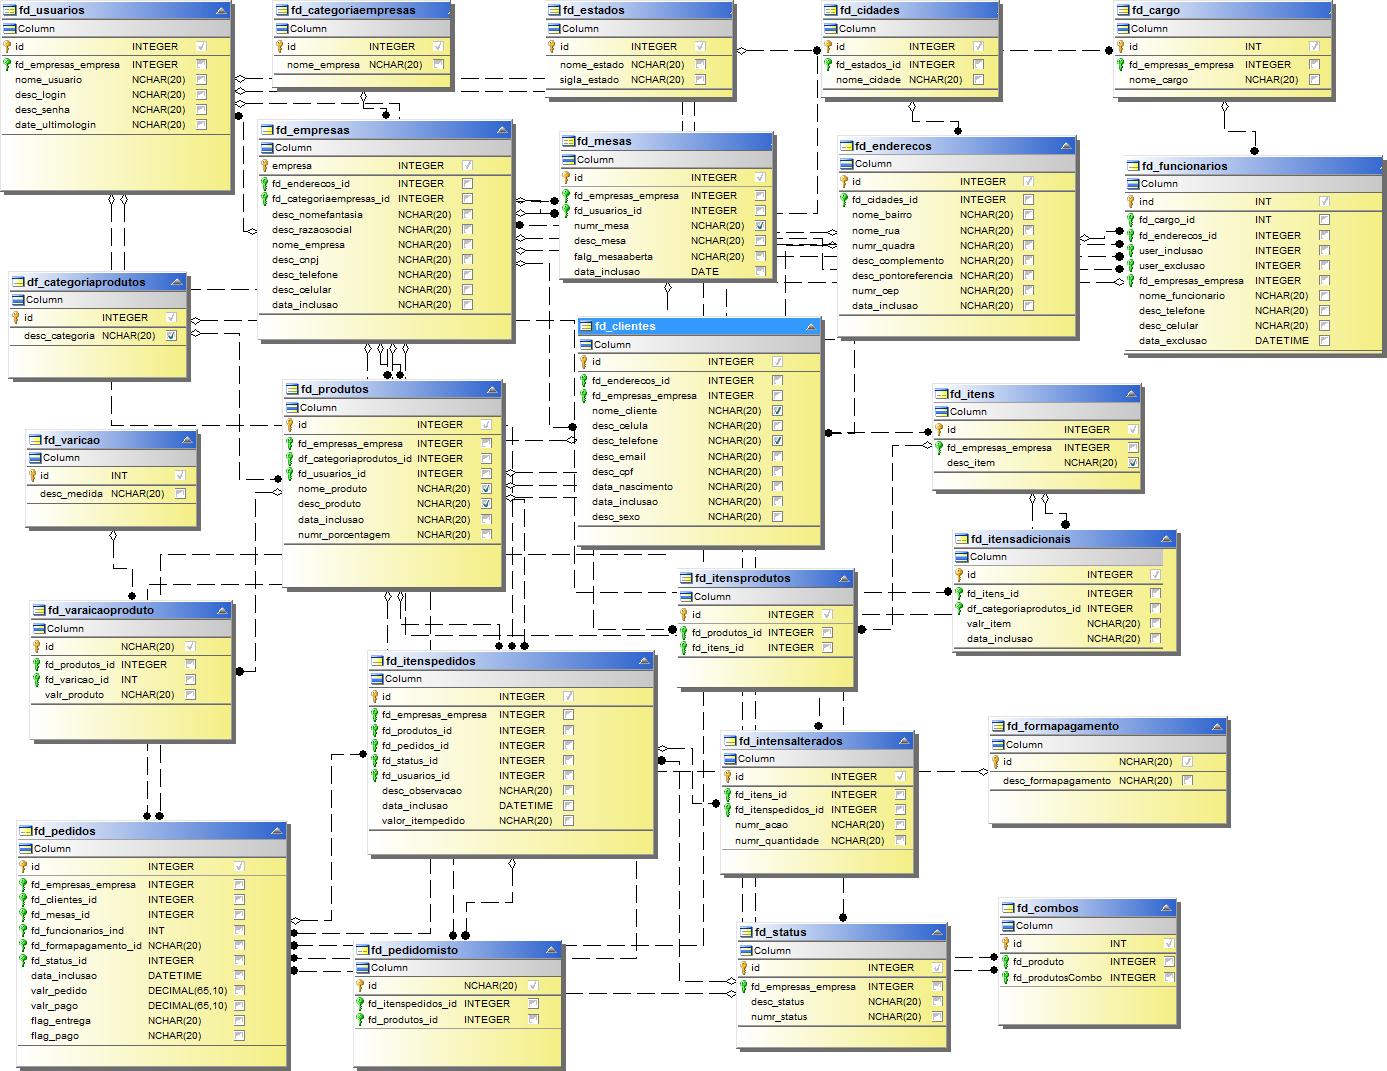 fd_usuarios
Column
id INTEGER
fd_empresas_empresa INTEGER
nome_usuario NCHAR(20)
desc_login NCHAR(20)
desc_senha NCHAR(20)
date_ultimologin NCHAR(20)
fd_categoriaempresas
Column
id INTEGER
nome_empresa NCHAR(20)
fd_estados
Column
id INTEGER
nome_estado NCHAR(20)
sigla_estado NCHAR(20)
fd_cidades
Column
id INTEGER
fd_estados_id INTEGER
nome_cidade NCHAR(20)
fd_cargo
Column
id INT
fd_empresas_empresa INTEGER
nome_cargo NCHAR(20)
fd_empresas
Column
empresa INTEGER
fd_enderecos_id INTEGER
fd_categoriaempresas_id INTEGER
desc_nomefantasia NCHAR(20)
desc_razaosocial NCHAR(20)
nome_empresa NCHAR(20)
desc_cnpj NCHAR(20)
desc_telefone NCHAR(20)
desc_celular NCHAR(20)
data_inclusao NCHAR(20)
fd_mesas
Column
id INTEGER
fd_empresas_empresa INTEGER
fd_usuarios_id INTEGER
numr_mesa NCHAR(20)
desc_mesa NCHAR(20)
falg_mesaaberta NCHAR(20)
data_inclusao DATE
fd_enderecos
Column
id INTEGER
fd_cidades_id INTEGER
nome_bairro NCHAR(20)
nome_rua NCHAR(20)
numr_quadra NCHAR(20)
desc_complemento NCHAR(20)
desc_pontoreferencia NCHAR(20)
numr_cep NCHAR(20)
data_inclusao NCHAR(20)
fd_funcionarios
Column
ind INT
fd_cargo_id INT
fd_enderecos_id INTEGER
user_inclusao INTEGER
user_exclusao INTEGER
fd_empresas_empresa INTEGER
nome_funcionario NCHAR(20)
desc_telefone NCHAR(20)
desc_celular NCHAR(20)
data_exclusao DATETIME
df_categoriaprodutos
Column
id INTEGER
desc_categoria NCHAR(20)
fd_clientes
Column
id INTEGER
fd_enderecos_id INTEGER
fd_empresas_empresa INTEGER
nome_cliente NCHAR(20)
desc_celula NCHAR(20)
desc_telefone NCHAR(20)
desc_email NCHAR(20)
desc_cpf NCHAR(20)
data_nascimento NCHAR(20)
data_inclusao NCHAR(20)
desc_sexo NCHAR(20)
fd_produtos
Column
id INTEGER
fd_empresas_empresa INTEGER
df_categoriaprodutos_id INTEGER
fd_usuarios_id INTEGER
nome_produto NCHAR(20)
desc_produto NCHAR(20)
data_inclusao NCHAR(20)
numr_porcentagem NCHAR(20)
fd_itens
Column
id INTEGER
fd_empresas_empresa INTEGER
desc_item NCHAR(20)
fd_varicao
Column
id INT
desc_medida NCHAR(20)
fd_itensadicionais
Column
id INTEGER
fd_itens_id INTEGER
df_categoriaprodutos_id INTEGER
valr_item NCHAR(20)
data_inclusao NCHAR(20)
fd_itensprodutos
Column
id INTEGER
fd_produtos_id INTEGER
fd_itens_id INTEGER
fd_varaicaoproduto
Column
id NCHAR(20)
fd_produtos_id INTEGER
fd_varicao_id INT
valr_produto NCHAR(20)
fd_itenspedidos
Column
id INTEGER
fd_empresas_empresa INTEGER
fd_produtos_id INTEGER
fd_pedidos_id INTEGER
fd_status_id INTEGER
fd_usuarios_id INTEGER
desc_observacao NCHAR(20)
data_inclusao DATETIME
valor_itempedido NCHAR(20)
fd_formapagamento
Column
id NCHAR(20)
desc_formapagamento NCHAR(20)
fd_intensalterados
Column
id INTEGER
fd_itens_id INTEGER
fd_itenspedidos_id INTEGER
numr_acao NCHAR(20)
numr_quantidade NCHAR(20)
fd_pedidos
Column
id INTEGER
fd_empresas_empresa INTEGER
fd_clientes_id INTEGER
fd_mesas_id INTEGER
fd_funcionarios_ind INT
fd_formapagamento_id NCHAR(20)
fd_status_id INTEGER
data_inclusao DATETIME
valr_pedido DECIMAL(65,10)
valr_pago DECIMAL(65,10)
flag_entrega NCHAR(20)
flag_pago NCHAR(20)
fd_pedidomisto
Column
id NCHAR(20)
fd_itenspedidos_id INTEGER
fd_produtos_id INTEGER
fd_status
Column
id INTEGER
fd_empresas_empresa INTEGER
desc_status NCHAR(20)
numr_status NCHAR(20)
fd_combos
Column
id INT
fd_produto INTEGER
fd_produtosCombo INTEGER